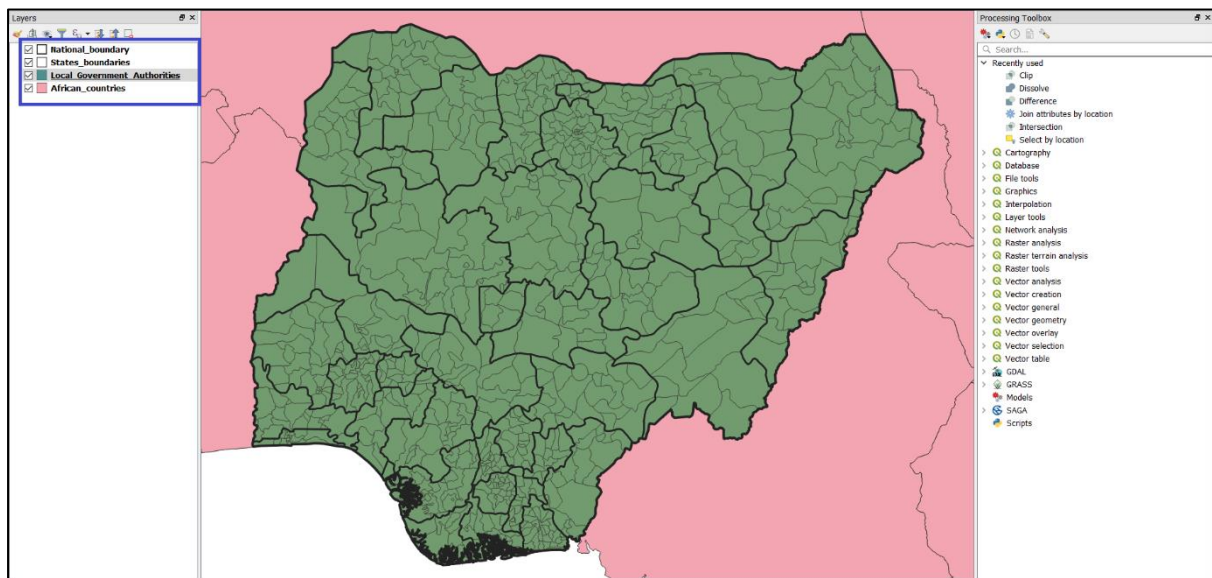 Layers
National_boundary
States_boundaries
Local_Government_Authorities
African_countries
Processing Toolbox
Search...
Recently used
Clip
Dissolve
Difference
Join attributes by location
Intersection
Select by location
Cartography
Database
File tools
Graphics
Interpolation
Layer tools
Network analysis
Raster analysis
Raster terrain analysis
Raster tools
Vector analysis
Vector creation
Vector general
Vector geometry
Vector overlay
Vector selection
Vector table
GDAL
GRASS
Models
SAGA
Scripts